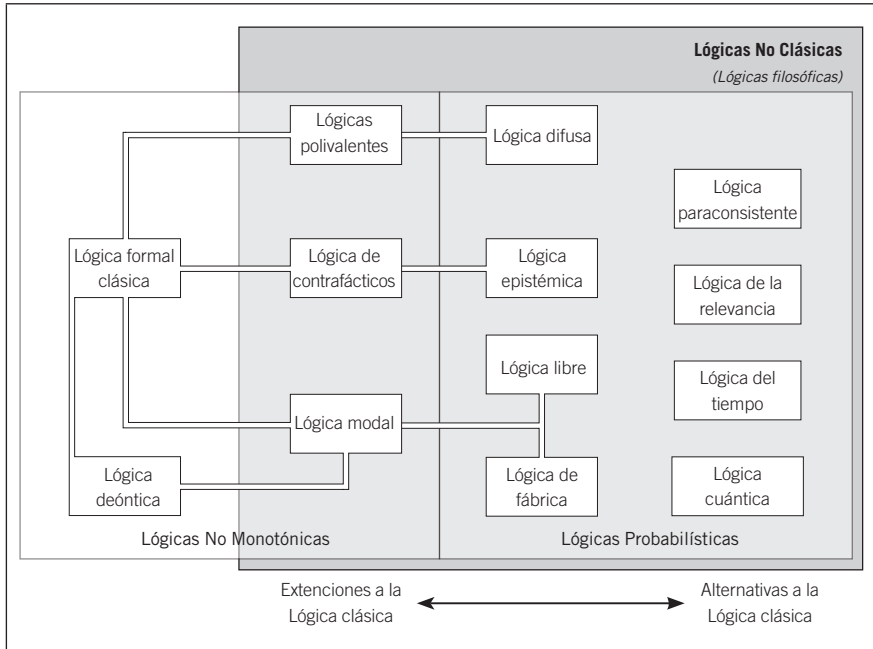 Lógicas No Clásicas
(Lógicas filosóficas)
Lógicas
polivalentes
Lógica difusa
Lógica
paraconsistente
Lógica formal
clásica
Lógica de
contrafácticos
Lógica
epistémica
Lógica de la
relevancia
Lógica libre
Lógica del
tiempo
Lógica modal
Lógica
deóntica
Lógica de
fábrica
Lógica
cuántica
Lógicas No Monotónicas
Lógicas Probabilísticas
Extenciones a la
Lógica clásica
Alternativas a la
Lógica clásica